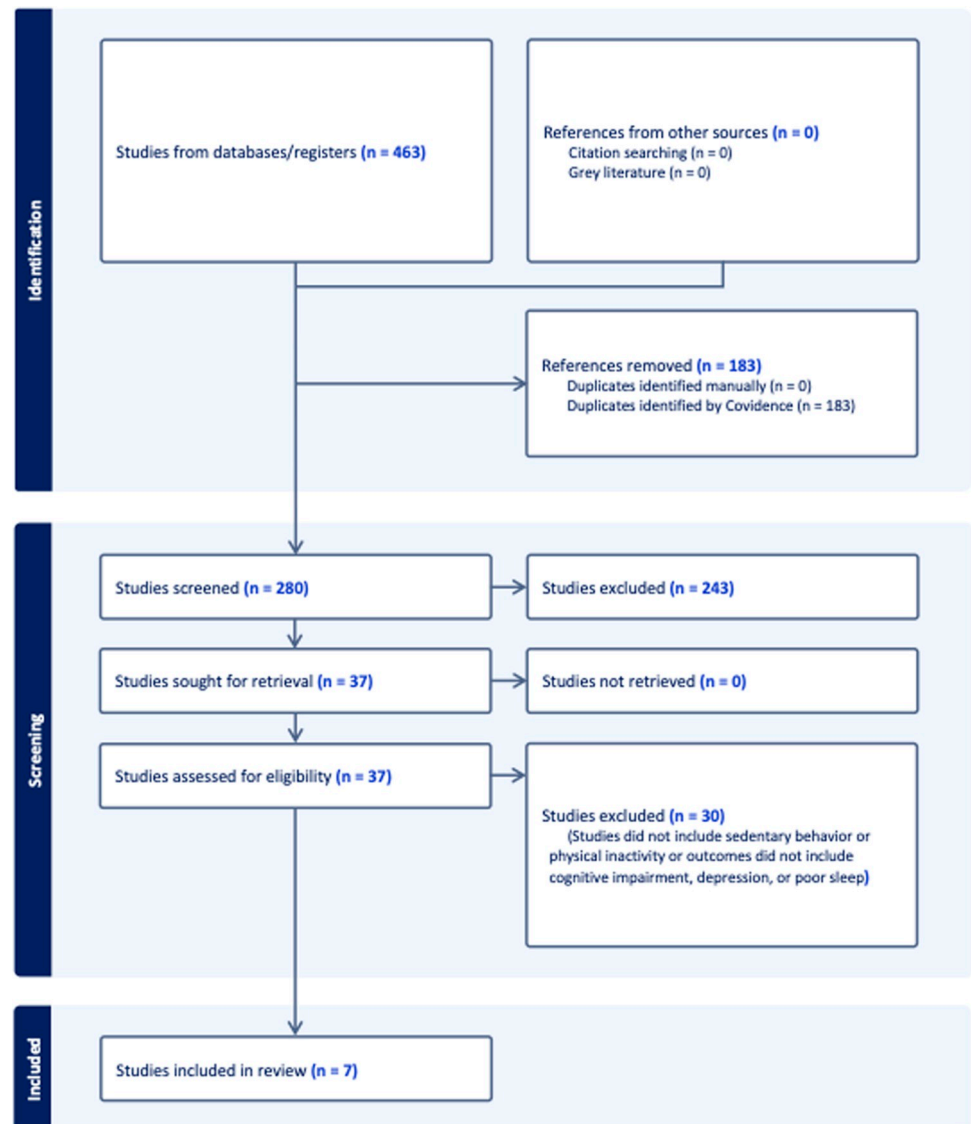 Identification
Studies from databases/registers (n = 463)
References from other sources (n = 0)
Citation searching (n = 0)
Grey literature (n = 0)
References removed (n = 183)
Duplicates identified manually (n = 0)
Duplicates identified by Covidence (n = 183)
Screening
Studies screened (n = 280)
Studies excluded (n = 243)
Studies sought for retrieval (n = 37)
Studies not retrieved (n = 0)
Studies assessed for eligibility (n = 37)
Studies excluded (n = 30)
(Studies did not include sedentary behavior or
physical inactivity or outcomes did not include
cognitive impairment, depression, or poor sleep)
Included
Studies included in review (n = 7)